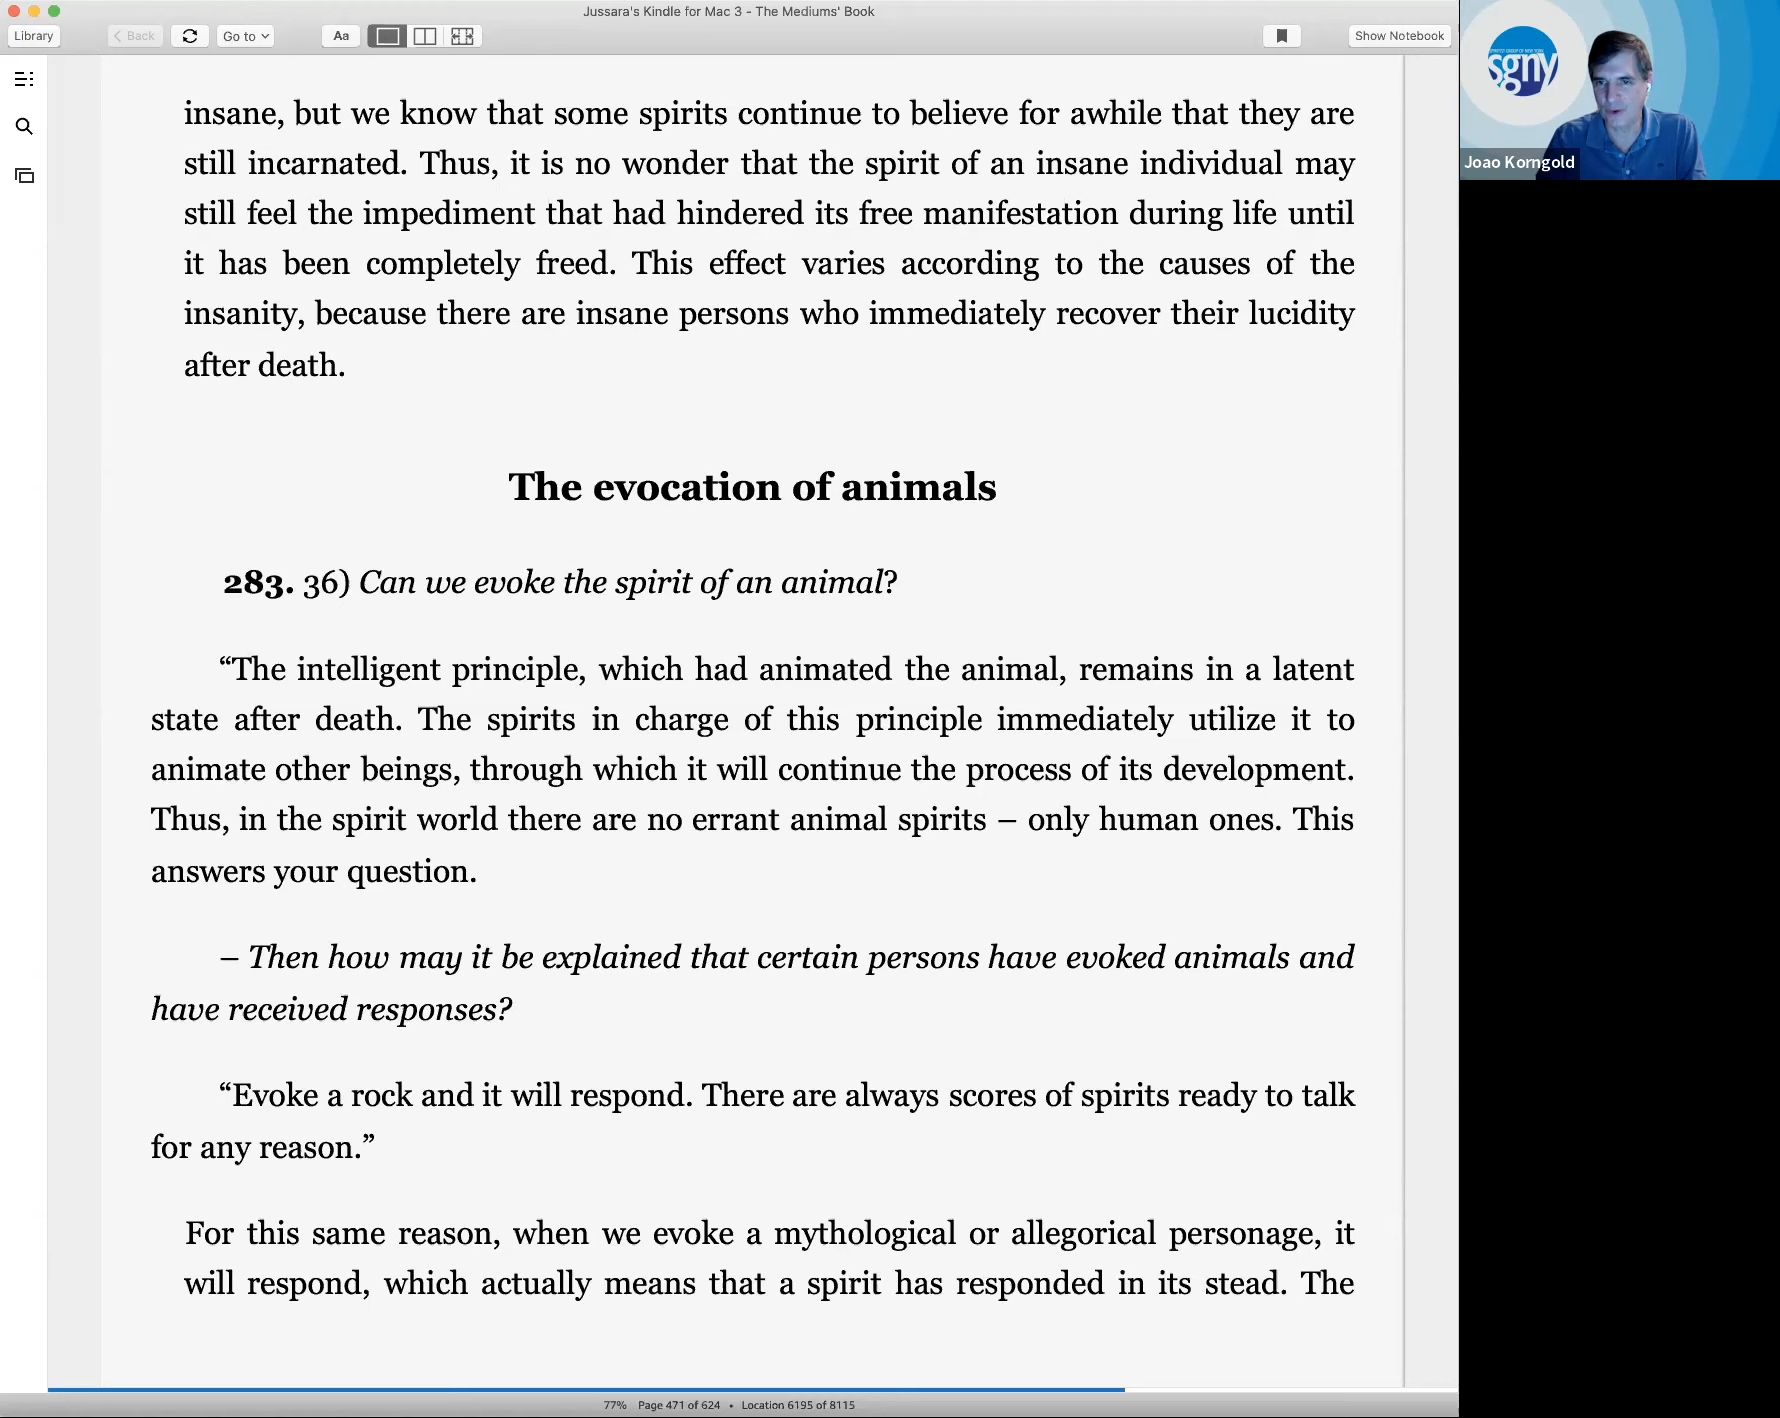 Jussara's Kindle for Mac 3 - The Mediums' Book
Library
Back
Go to
Aa
Show Notebook
sgny
Joao Korngold
insane, but we know that some spirits continue to believe for awhile that they are
still incarnated. Thus, it is no wonder that the spirit of an insane individual may
still feel the impediment that had hindered its free manifestation during life until
it has been completely freed. This effect varies according to the causes of the
insanity, because there are insane persons who immediately recover their lucidity
after death.
The evocation of animals
283. 36) Can we evoke the spirit of an animal?
“The intelligent principle, which had animated the animal, remains in a latent
state after death. The spirits in charge of this principle immediately utilize it to
animate other beings, through which it will continue the process of its development.
Thus, in the spirit world there are no errant animal spirits – only human ones. This
answers your question.
– Then how may it be explained that certain persons have evoked animals and
have received responses?
“Evoke a rock and it will respond. There are always scores of spirits ready to talk
for any reason.”
For this same reason, when we evoke a mythological or allegorical personage, it
will respond, which actually means that a spirit has responded in its stead. The
77% Page 471 of 624 • Location 6195 of 8115